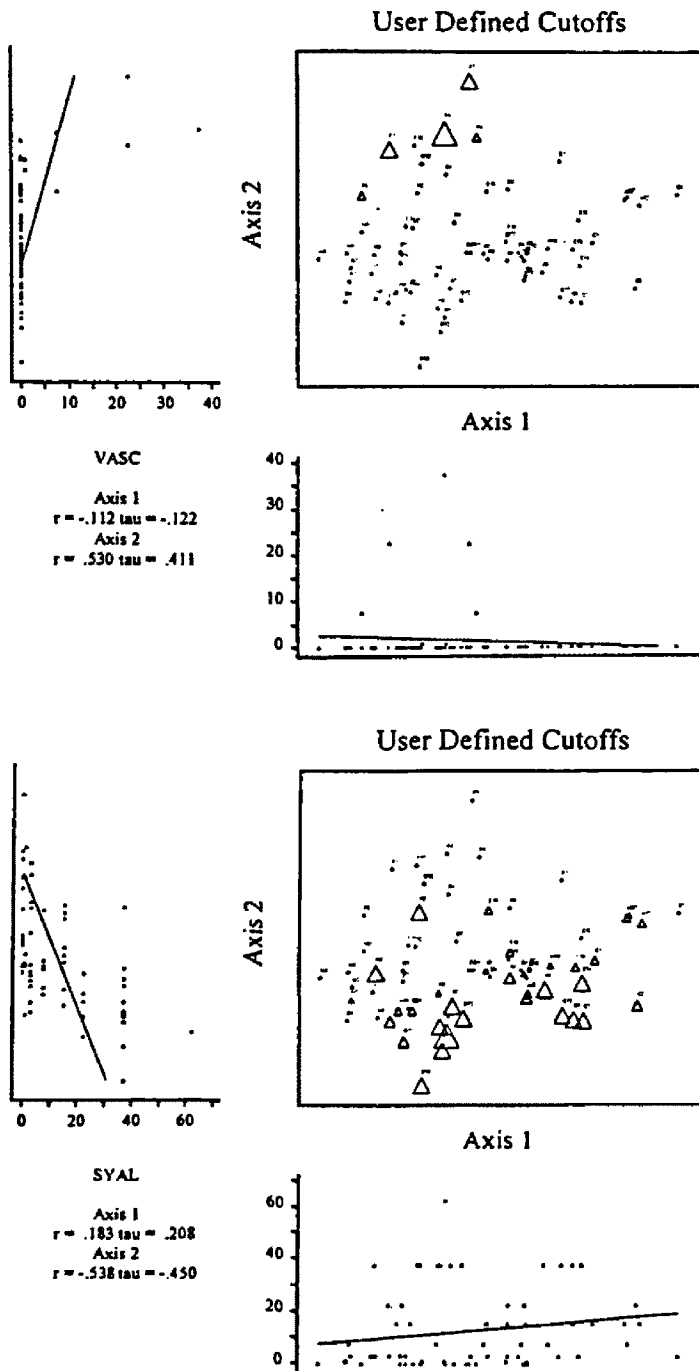 User Defined Cutoffs
Axis 2
0 10 20 30 40
Axis 1
VASC
Axis 1
r = -.112 tau = -.122
Axis 2
r = .530 tau = .411
40
30
20
10
0
User Defined Cutoffs
Axis 2
0 20 40 60
Axis 1
SYAL
Axis 1
r = .183 tau = .208
Axis 2
r = -.538 tau = -.450
60
40
20
0